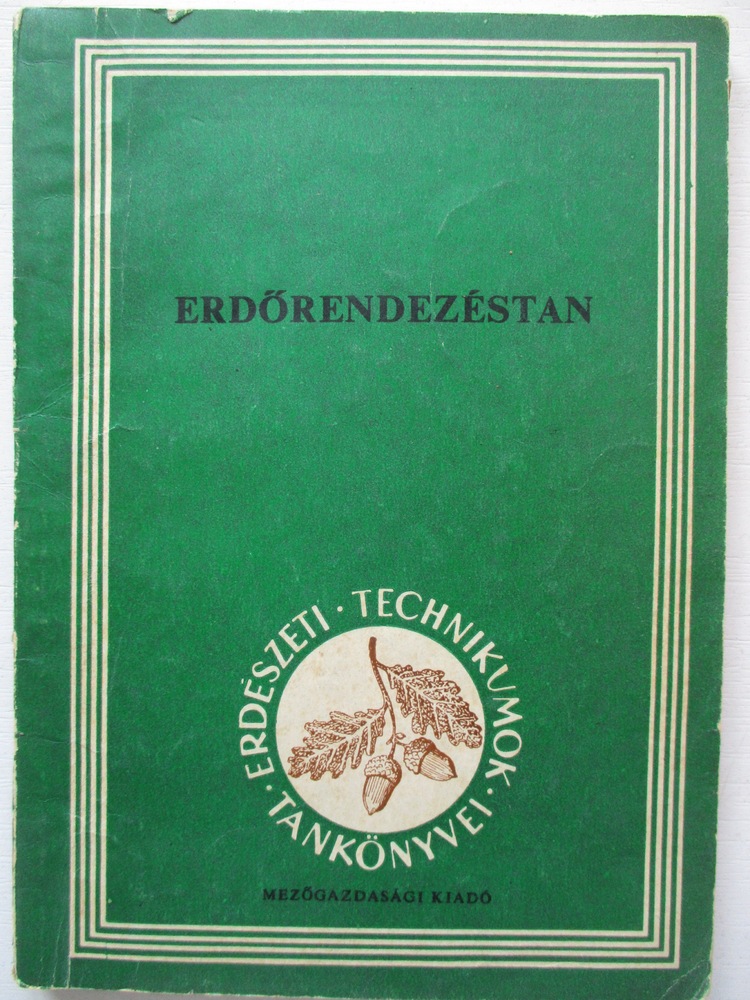 ERDŐRENDEZÉSTAN
ERDÉSZETI · TECHNIKUMOK · TANKÖNYVEI ·
MEZŐGAZDASÁGI KIADÓ